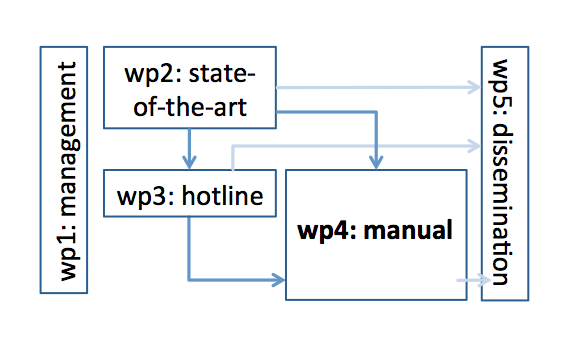 wp1: management
wp2: state-
of-the-art
wp3: hotline
wp4: manual
wp5: dissemination